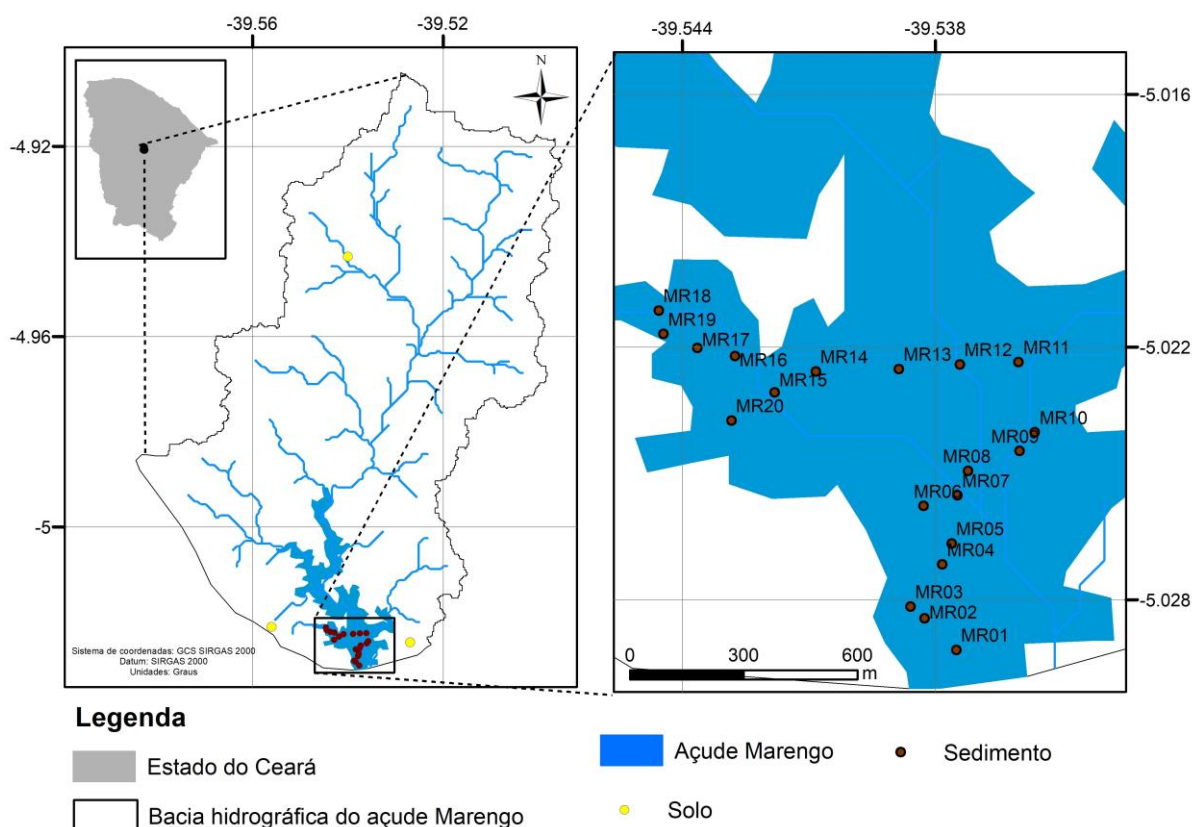 -39.56
-39.52
-4.92
-4.96
-5
N
Sistema de coordenadas: GCS SIRGAS 2000
Datum: SIRGAS 2000
Unidades: Graus
-39.544
-39.538
-5.016
-5.022
-5.028
MR18
MR19
MR17
MR16
MR14
MR13
MR12
MR11
MR15
MR20
MR10
MR09
MR08
MR07
MR06
MR05
MR04
MR03
MR02
MR01
0 300 600
m
Legenda
Estado do Ceará
Bacia hidrográfica do açude Marengo
Açude Marengo
Solo
Sedimento